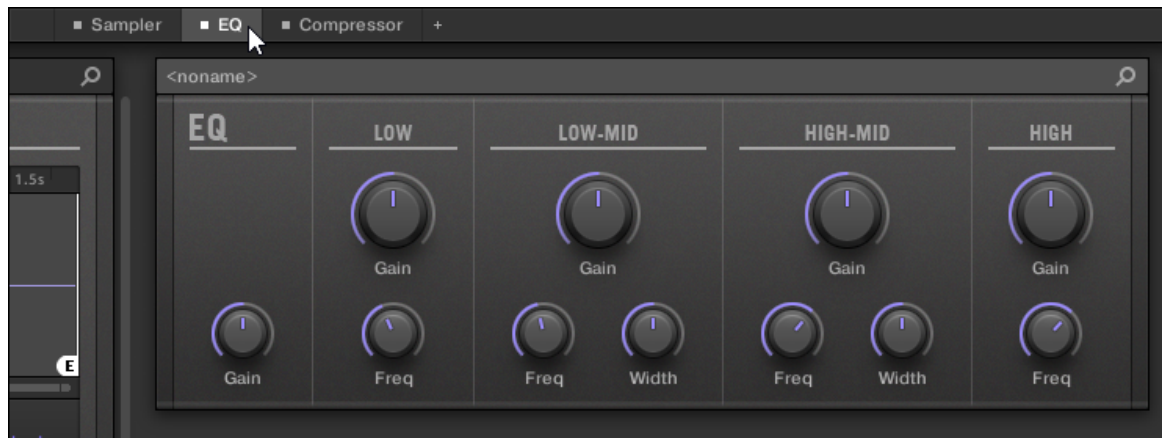 Sampler EQ Compressor +
<noname>
EQ LOW LOW-MID HIGH-MID HIGH
1.5s
Gain Gain Gain Gain
E
Gain Freq Freq Width Freq Width Freq